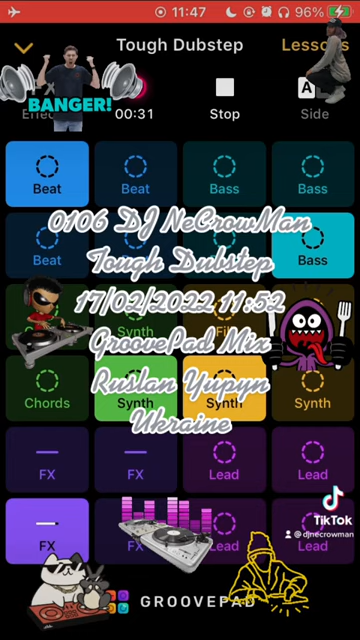 11:47
96%
Tough Dubstep
Lessons
BANGER!
00:31
Stop
A
Side
Beat
Beat
Bass
Bass
0106 DJ NeCrowMan
Beat
Bass
Tough Dubstep
17/02/2022 11:52
Synth
GroovePad Mix
Ruslan Yupyn
Chords
Synth
Synth
Synth
Ukraine
FX
FX
Lead
Lead
FX
Lead
TikTok
@djnecrowman
GROOVEPAD